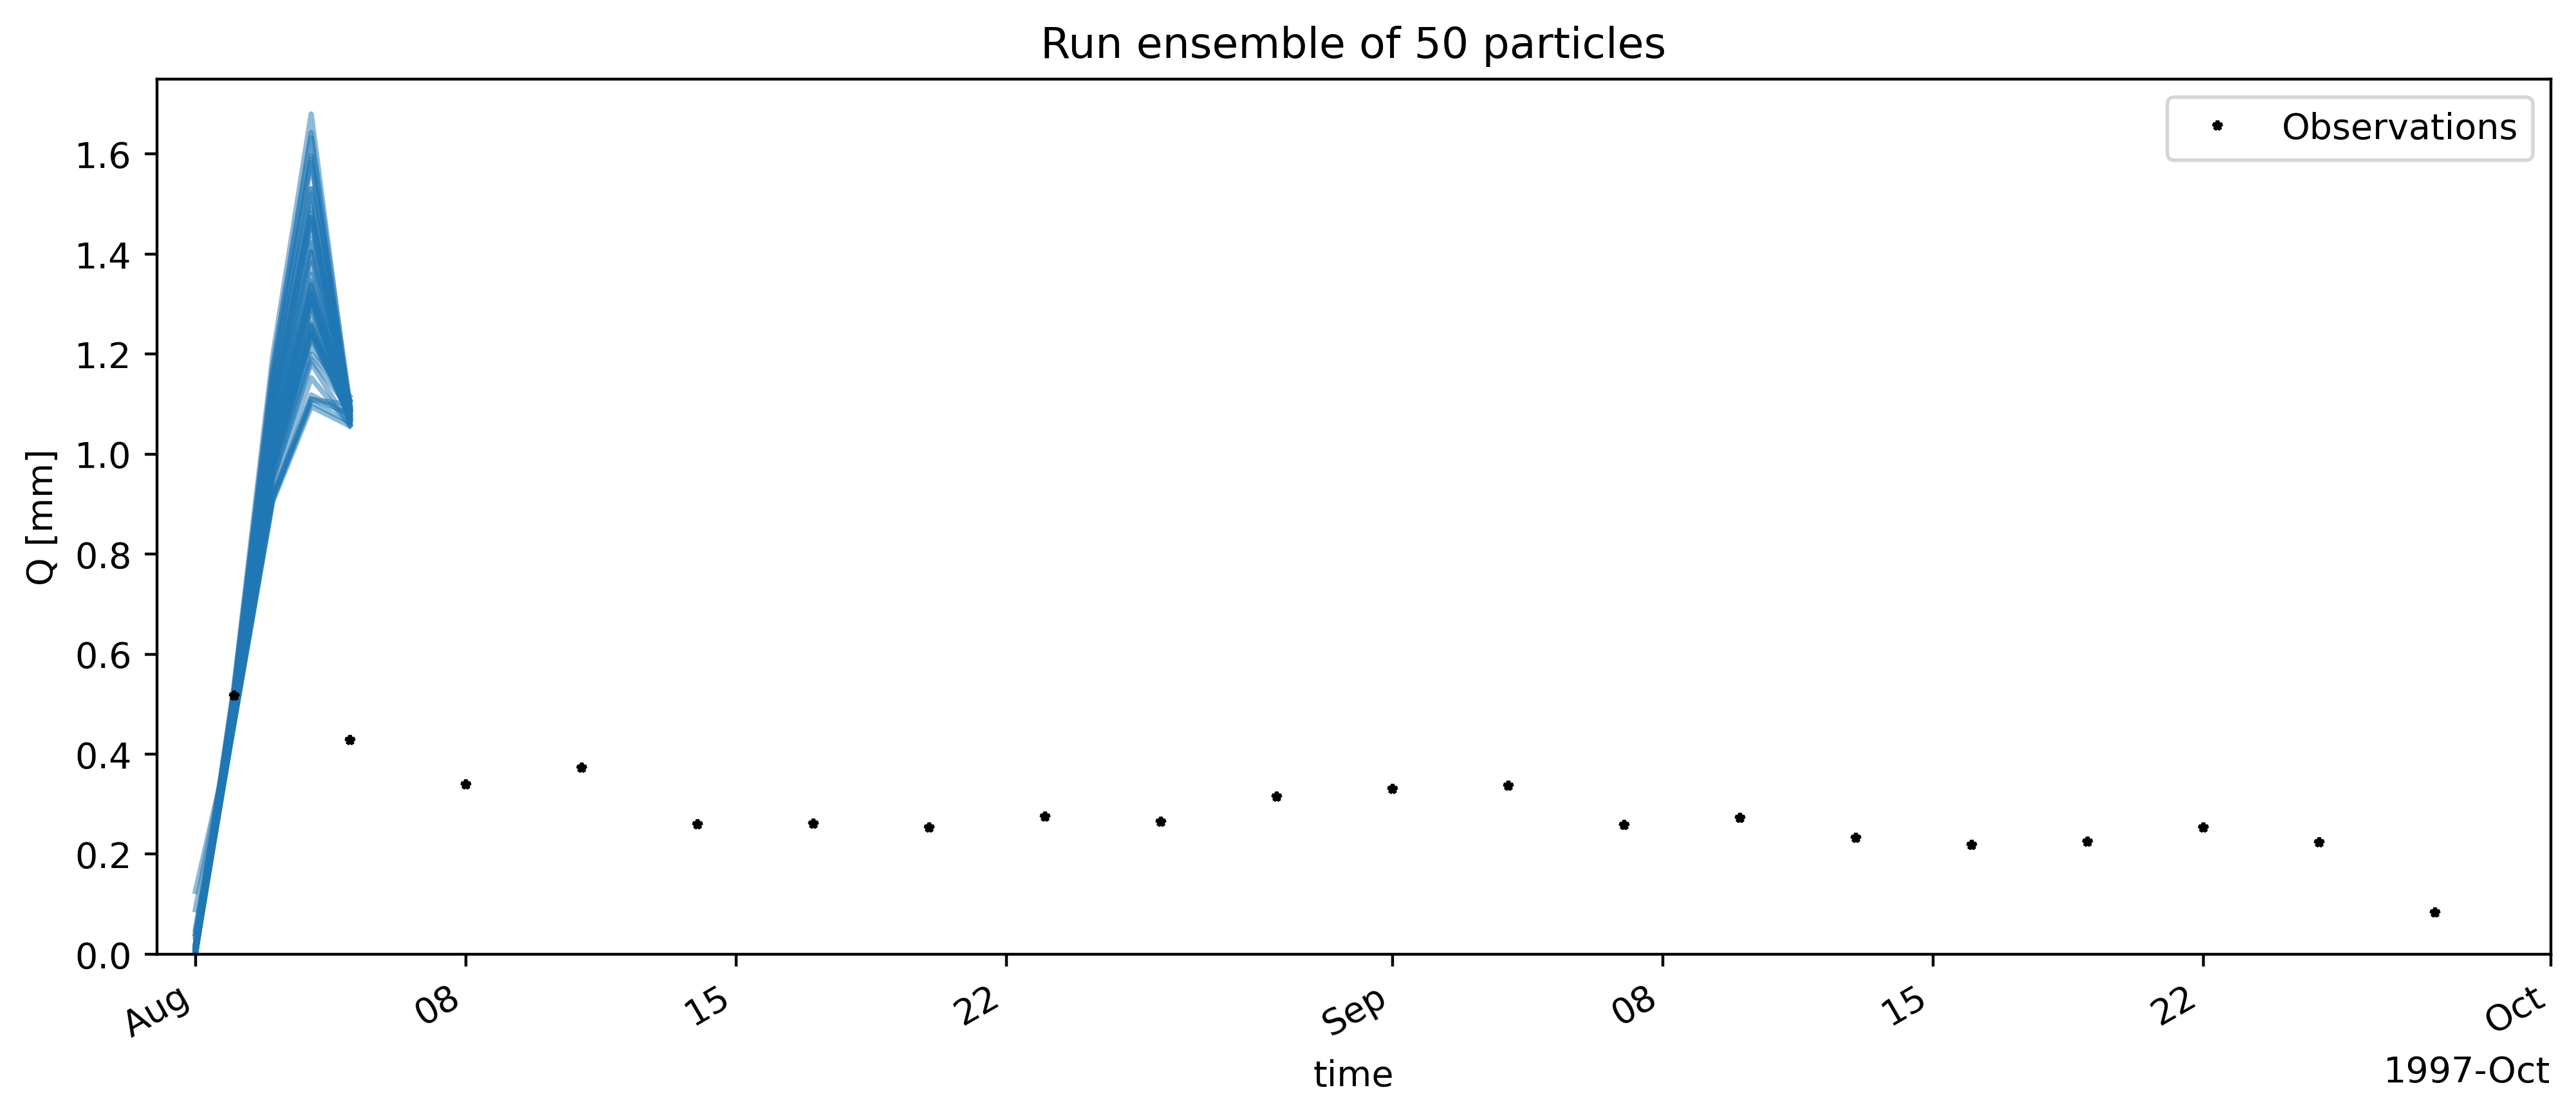 Run ensemble of 50 particles
Observations
1.6
1.4
1.2
1.0
0.8
0.6
0.4
0.2
0.0
Q [mm]
Aug 08 15 22 Sep 08 15 22 Oct
time
1997-Oct